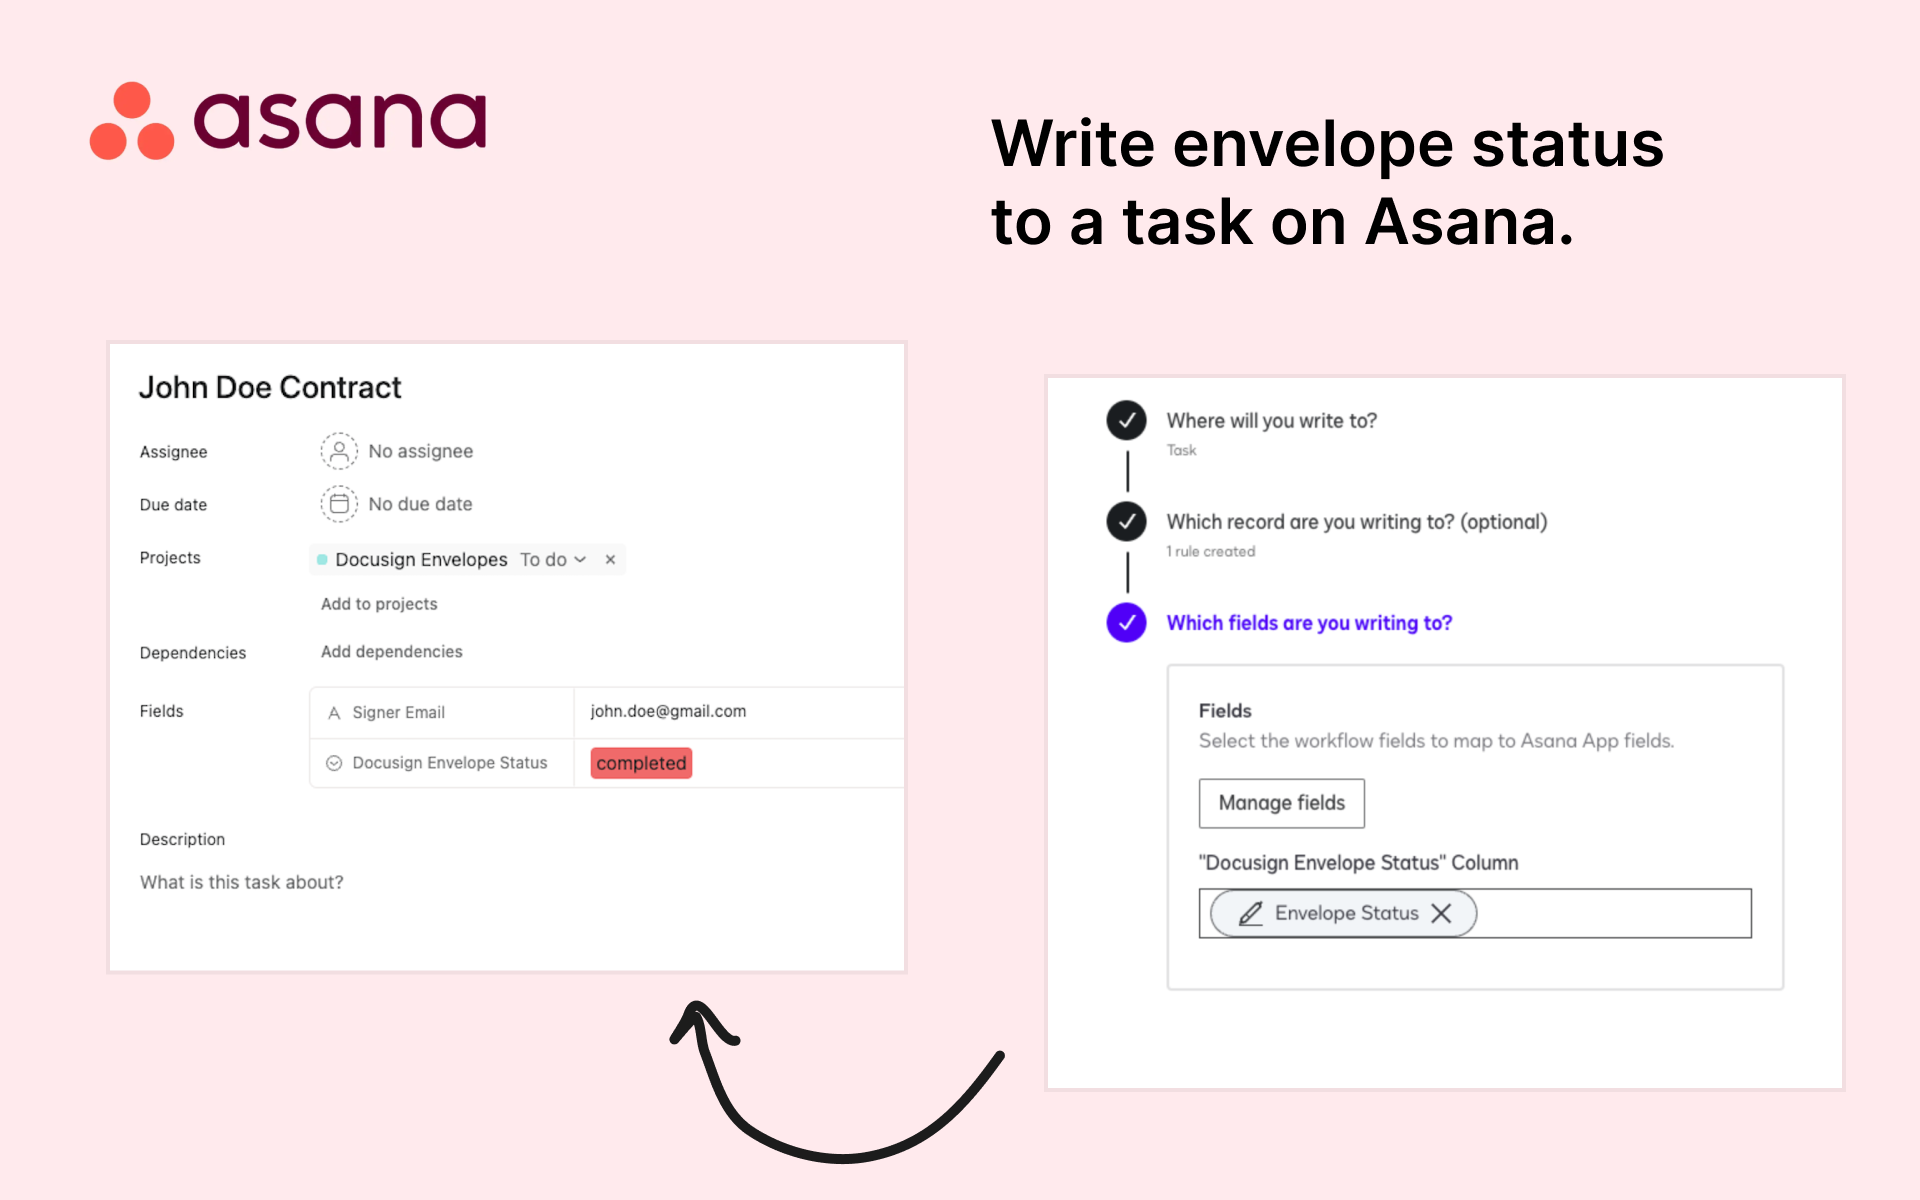 asana
Write envelope status
to a task on Asana.
John Doe Contract
Assignee No assignee
Due date No due date
Projects Docusign Envelopes To do
Add to projects
Dependencies Add dependencies
Fields Signer Email john.doe@gmail.com
Docusign Envelope Status completed
Description
What is this task about?
Where will you write to?
Task
Which record are you writing to? (optional)
1 rule created
Which fields are you writing to?
Fields
Select the workflow fields to map to Asana App fields.
Manage fields
"Docusign Envelope Status" Column
Envelope Status